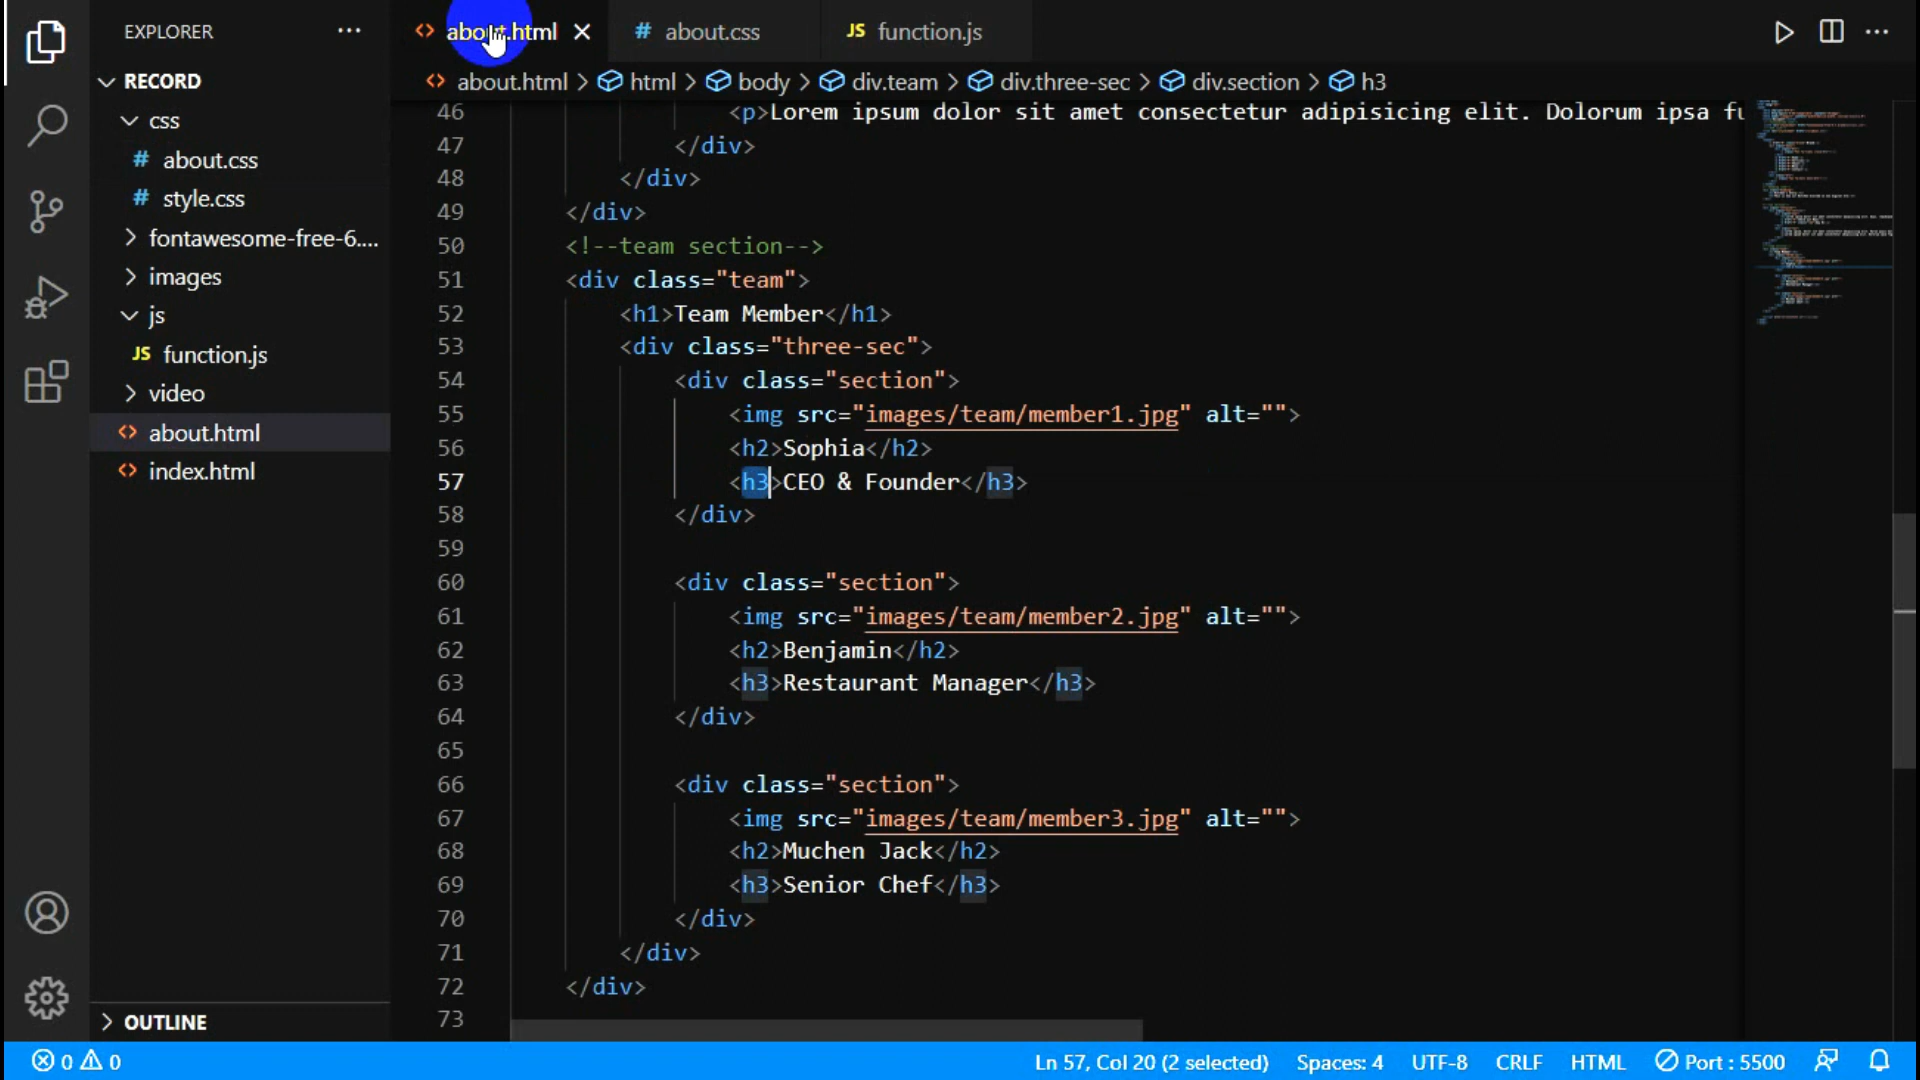 EXPLORER ...
RECORD
css
# about.css
# style.css
fontawesome-free-6....
images
js
JS function.js
video
<> about.html
<> index.html
OUTLINE
<> about.html # about.css JS function.js
<> about.html > html > body > div.team > div.three-sec > div.section > h3
46 <p>Lorem ipsum dolor sit amet consectetur adipisicing elit. Dolorum ipsa fu
47 </div>
48 </div>
49 </div>
50 <!--team section-->
51 <div class="team">
52 <h1>Team Member</h1>
53 <div class="three-sec">
54 <div class="section">
55 <img src="images/team/member1.jpg" alt="">
56 <h2>Sophia</h2>
57 <h3>CEO & Founder</h3>
58 </div>
59
60 <div class="section">
61 <img src="images/team/member2.jpg" alt="">
62 <h2>Benjamin</h2>
63 <h3>Restaurant Manager</h3>
64 </div>
65
66 <div class="section">
67 <img src="images/team/member3.jpg" alt="">
68 <h2>Muchen Jack</h2>
69 <h3>Senior Chef</h3>
70 </div>
71 </div>
72 </div>
73
0 0 Ln 57, Col 20 (2 selected) Spaces: 4 UTF-8 CRLF HTML Port : 5500